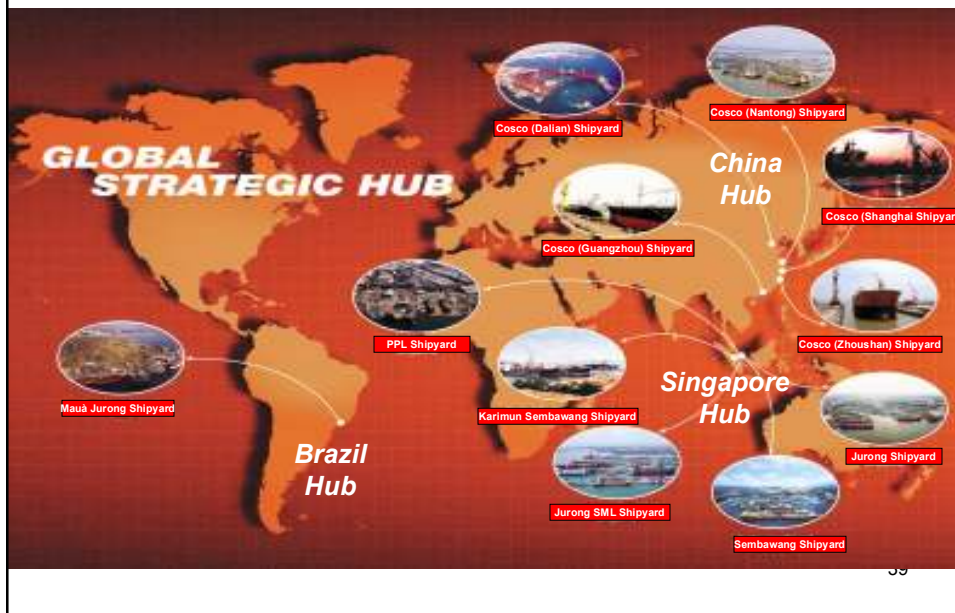 GLOBAL
STRATEGIC HUB
Cosco (Dalian) Shipyard
Cosco (Nantong) Shipyard
China
Hub
Cosco (Shanghai Shipyar
Cosco (Guangzhou) Shipyard
PPL Shipyard
Cosco (Zhoushan) Shipyard
Mauà Jurong Shipyard
Karimun Sembawang Shipyard
Singapore
Hub
Brazil
Hub
Jurong Shipyard
Jurong SML Shipyard
Sembawang Shipyard
39